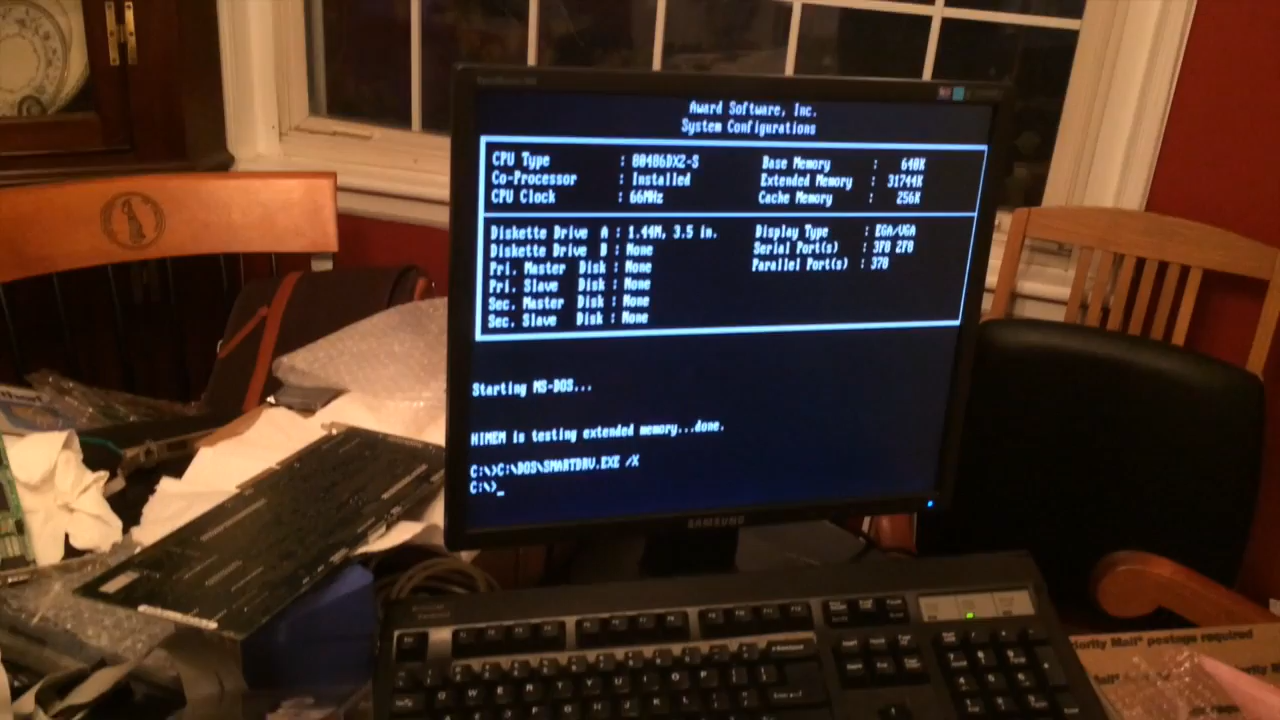 Award Software, Inc.
System Configurations
CPU Type : 80486DX2-S Base Memory : 640K
Co-Processor : Installed Extended Memory : 31744K
CPU Clock : 66MHz Cache Memory : 256K
Diskette Drive A : 1.44M, 3.5 in. Display Type : EGA/VGA
Diskette Drive B : None Serial Port(s) : 3F8 2F8
Pri. Master Disk : None Parallel Port(s) : 378
Pri. Slave Disk : None
Sec. Master Disk : None
Sec. Slave Disk : None
Starting MS-DOS...
HIMEM is testing extended memory...done.
C:\>C:\DOS\SMARTDRV.EXE /X
C:\>_
SAMSUNG
Q W E R T Y U I O P
Mail* postage required